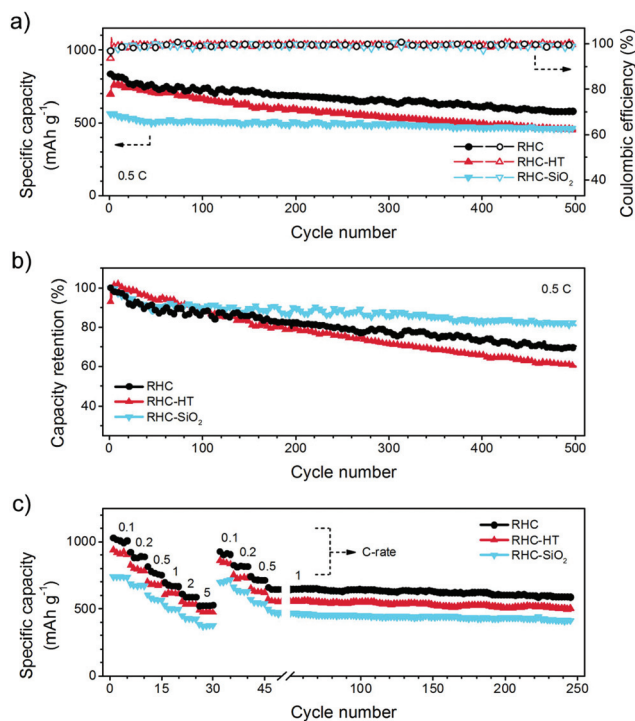 a)
1000
500
0
Specific capacity
(mAh g⁻¹)
100
80
60
40
Coulombic efficiency (%)
0.5 C
RHC
RHC-HT
RHC-SiO₂
0 100 200 300 400 500
Cycle number
b)
100
80
60
40
Capacity retention (%)
0.5 C
RHC
RHC-HT
RHC-SiO₂
0 100 200 300 400 500
Cycle number
c)
1000
500
0
Specific capacity
(mAh g⁻¹)
0.1
0.2
0.5
1
2
5
0.1
0.2
0.5
1
C-rate
RHC
RHC-HT
RHC-SiO₂
0 15 30 45 100 150 200 250
Cycle number